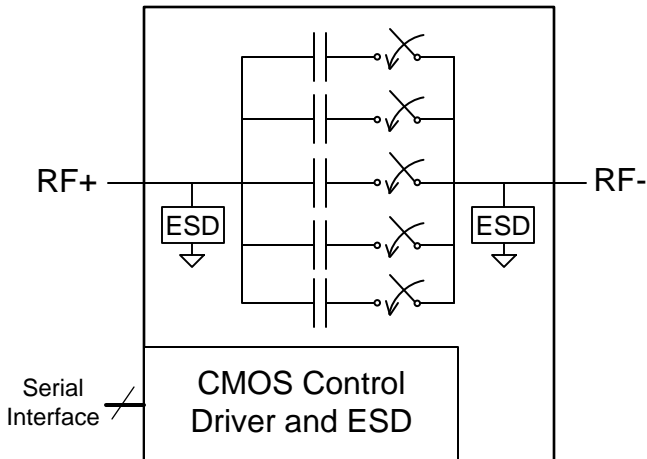 RF+
RF-
ESD
ESD
Serial
Interface
CMOS Control
Driver and ESD